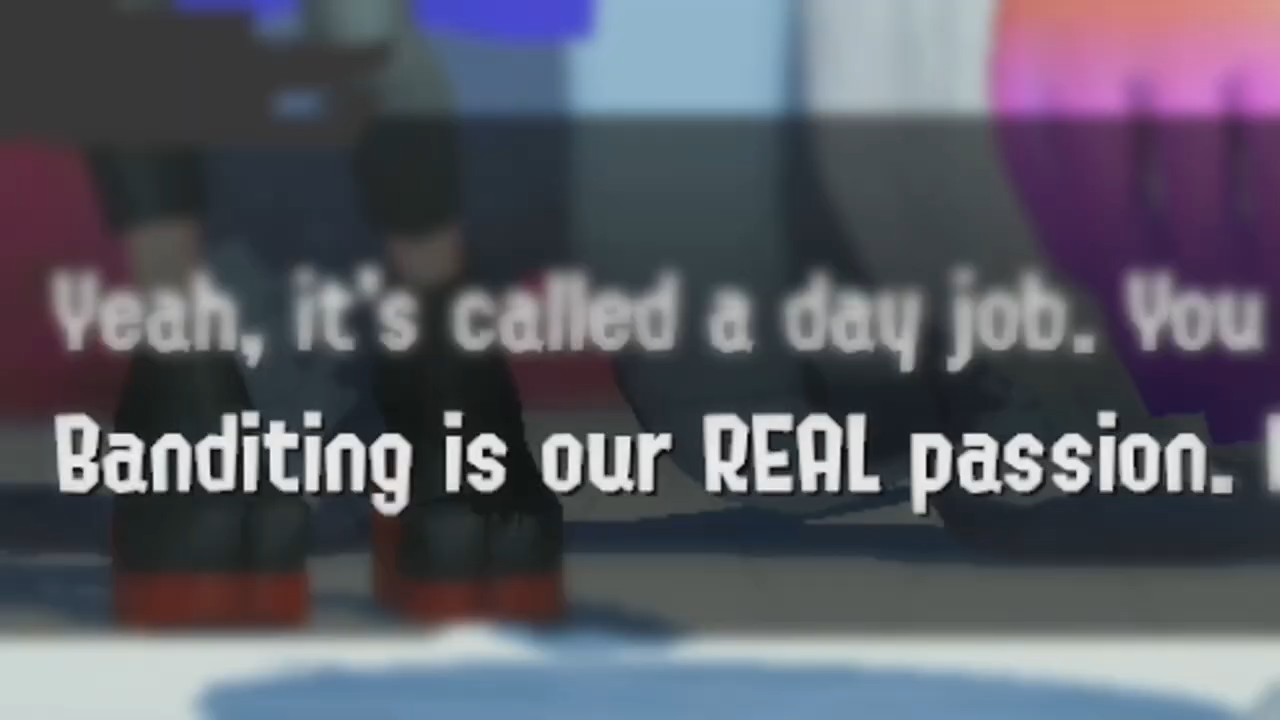 Yeah, it's called a day job. You
Banditing is our REAL passion.